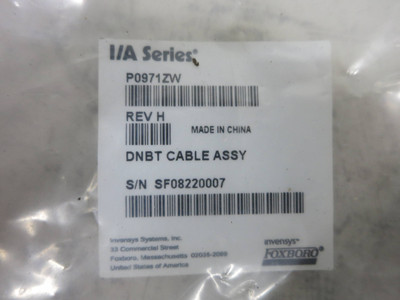 I/A Series®
P0971ZW
REV H
MADE IN CHINA
DNBT CABLE ASSY
S/N SF08220007
Invensys Systems, Inc.
33 Commercial Street
Foxboro, Massachusetts 02035-2099
United States of America
invensys
FOXBORO